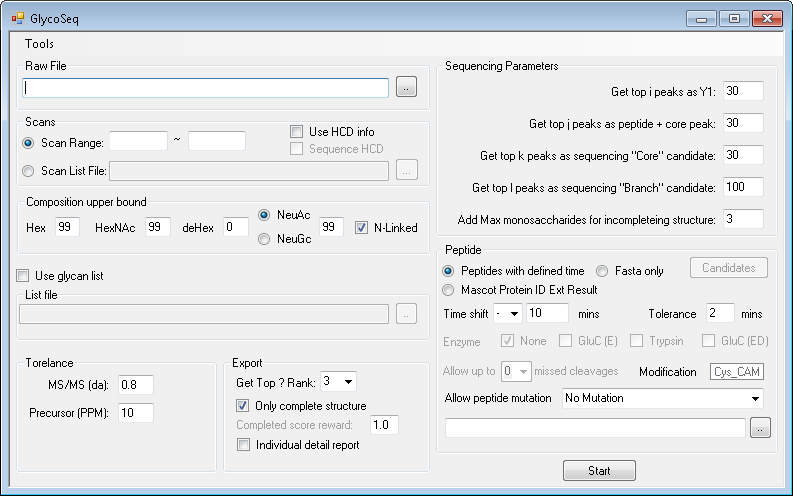 GlycoSeq
Tools
Raw File
..
Scans
Scan Range: ~
Use HCD info
Sequence HCD
Scan List File: ...
Composition upper bound
Hex 99 HexNAc 99 deHex 0 NeuAc NeuGc 99 N-Linked
Use glycan list
List file
..
Torelance
MS/MS (da): 0.8
Precursor (PPM): 10
Export
Get Top ? Rank: 3
Only complete structure
Completed score reward: 1.0
Individual detail report
Sequencing Parameters
Get top i peaks as Y1: 30
Get top j peaks as peptide + core peak: 30
Get top k peaks as sequencing "Core" candidate: 30
Get top l peaks as sequencing "Branch" candidate: 100
Add Max monosaccharides for incompleteing structure: 3
Peptide
Peptides with defined time Fasta only Candidates
Mascot Protein ID Ext Result
Time shift - 10 mins Tolerance 2 mins
Enzyme None GluC (E) Trypsin GluC (ED)
Allow up to 0 missed cleavages Modification Cys_CAM
Allow peptide mutation No Mutation
..
Start